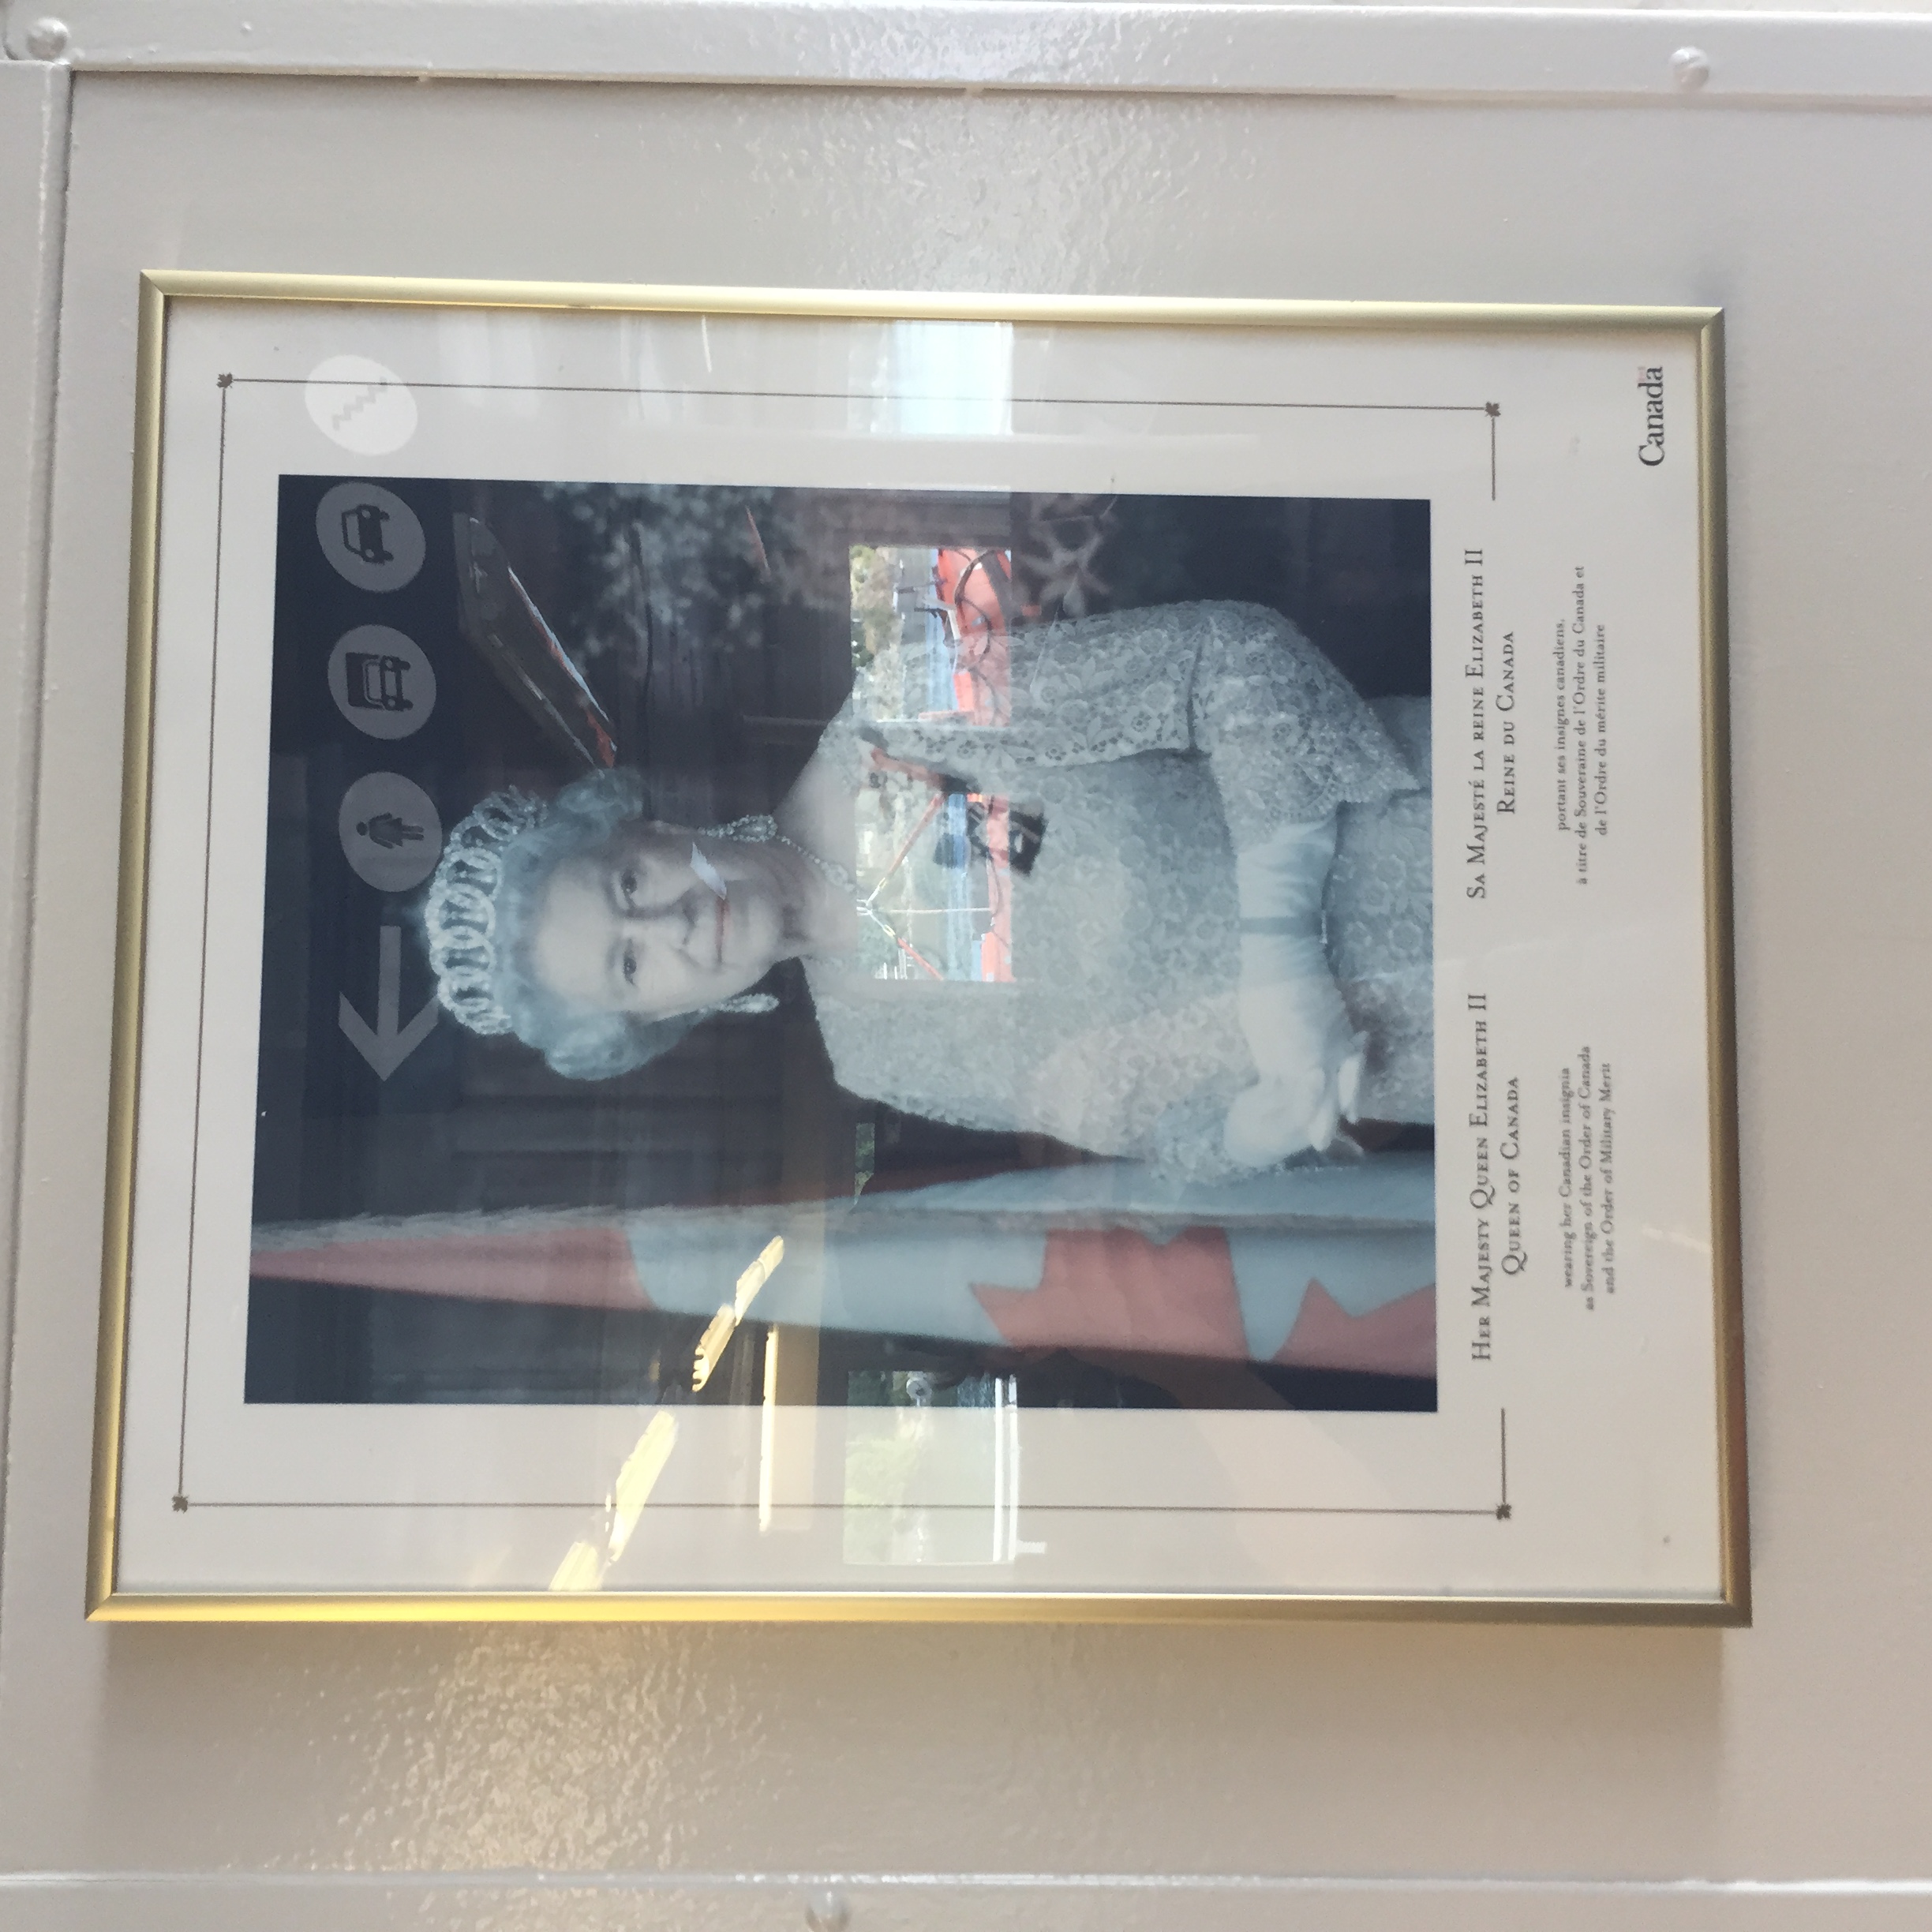 HER MAJESTY QUEEN ELIZABETH II
QUEEN OF CANADA
wearing her Canadian insignia
as Sovereign of the Order of Canada
and the Order of Military Merit
SA MAJESTÉ LA REINE ELIZABETH II
REINE DU CANADA
portant ses insignes canadiens,
à titre de Souveraine de l'Ordre du Canada et
de l'Ordre du mérite militaire
Canada